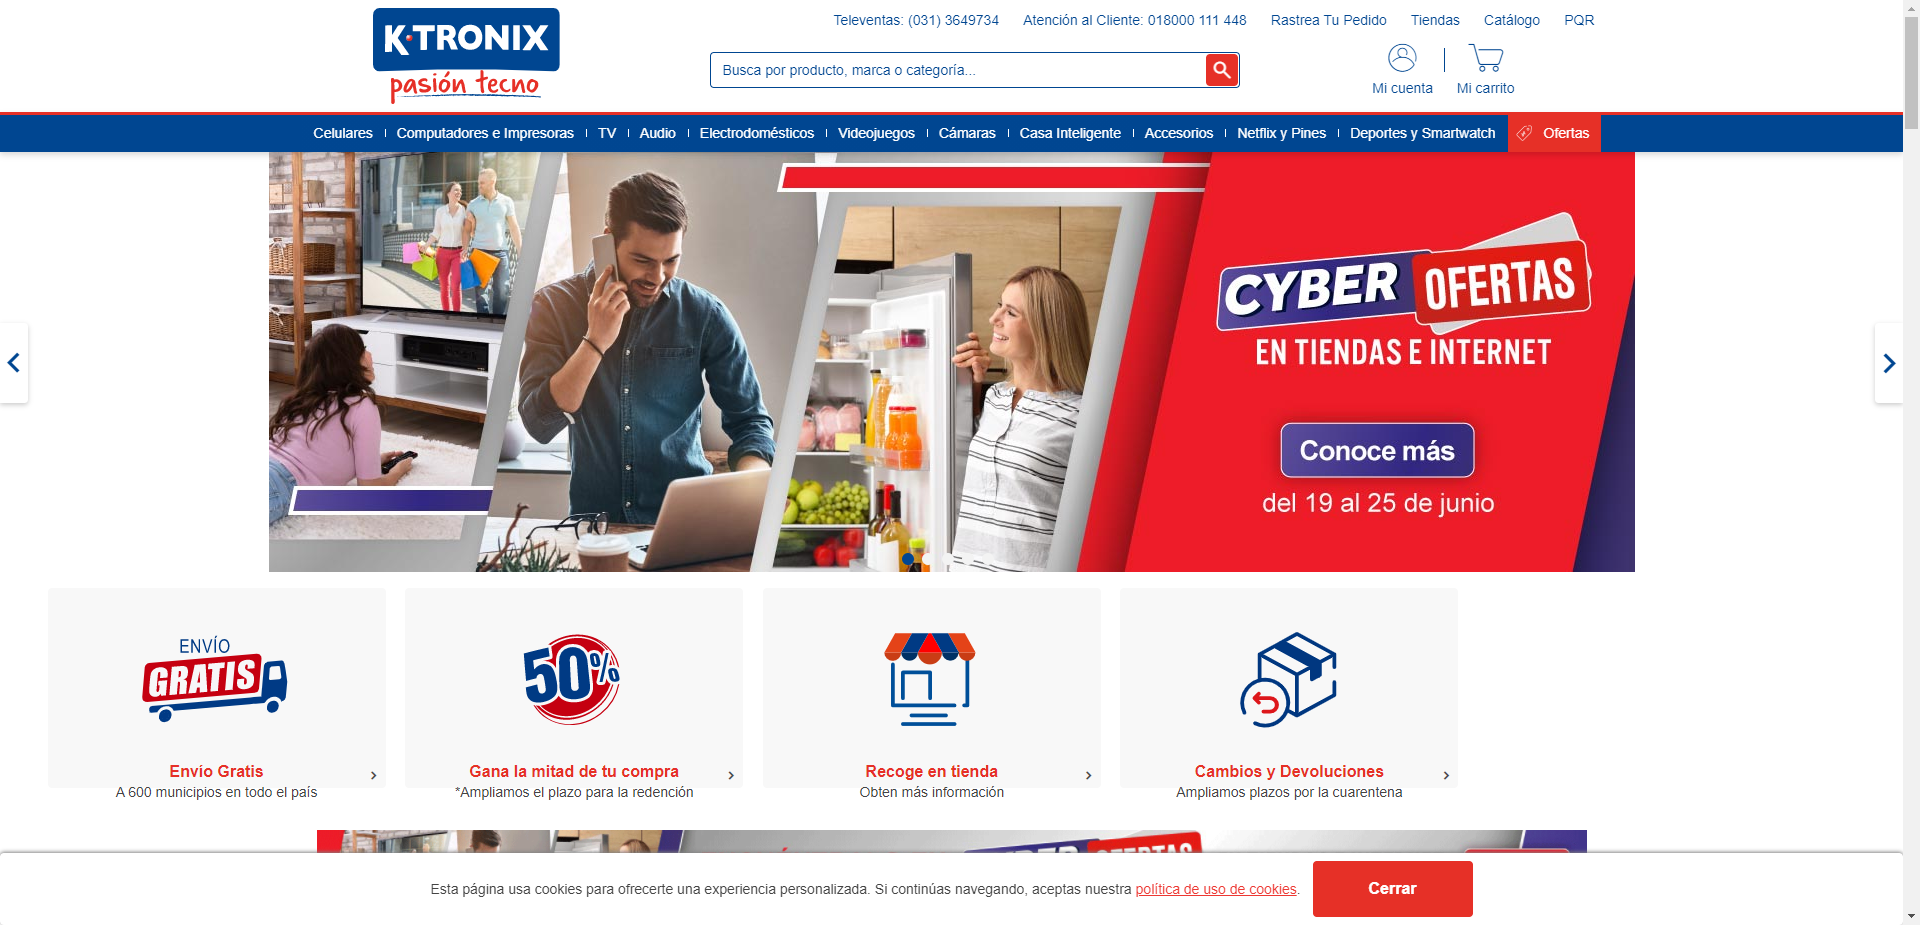 K·TRONIX
pasión tecno
Televentas: (031) 3649734 Atención al Cliente: 018000 111 448 Rastrea Tu Pedido Tiendas Catálogo PQR
Busca por producto, marca o categoría...
Mi cuenta Mi carrito
Celulares Computadores e Impresoras TV Audio Electrodomésticos Videojuegos Cámaras Casa Inteligente Accesorios Netflix y Pines Deportes y Smartwatch Ofertas
CYBER OFERTAS
EN TIENDAS E INTERNET
Conoce más
del 19 al 25 de junio
ENVÍO
GRATIS
50%
Envío Gratis
A 600 municipios en todo el país
Gana la mitad de tu compra
*Ampliamos el plazo para la redención
Recoge en tienda
Obten más información
Cambios y Devoluciones
Ampliamos plazos por la cuarentena
CYBER OFERTAS
Esta página usa cookies para ofrecerte una experiencia personalizada. Si continúas navegando, aceptas nuestra política de uso de cookies.
Cerrar